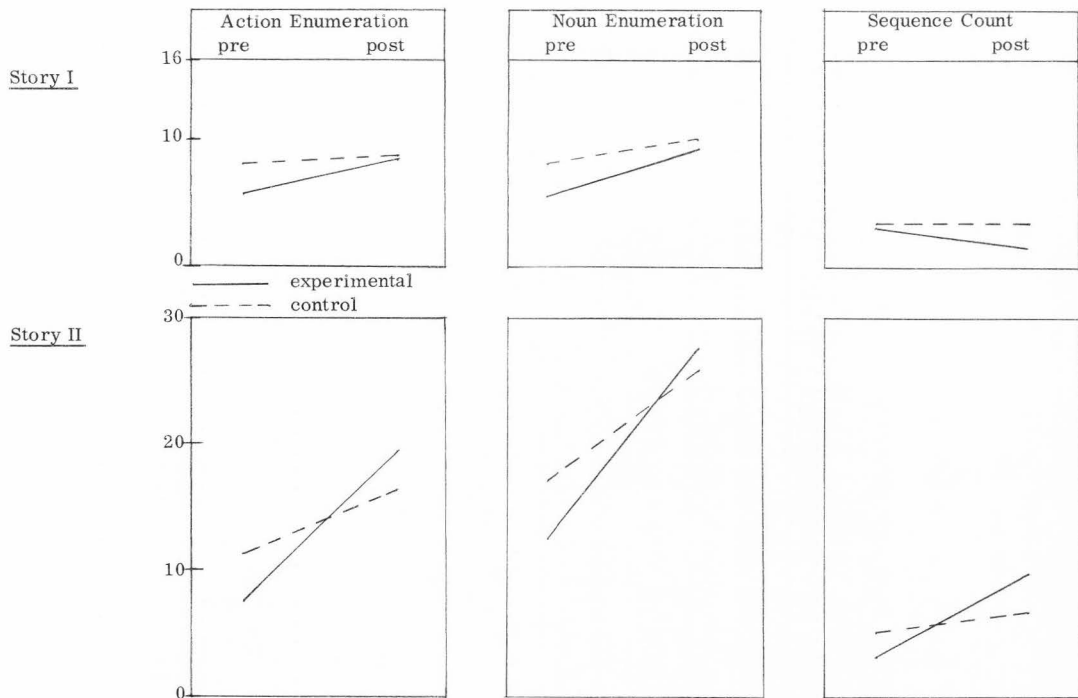 Action Enumeration Noun Enumeration Sequence Count
pre post pre post pre post
16
Story I
10
0
experimental
control
30
Story II
20
10
0